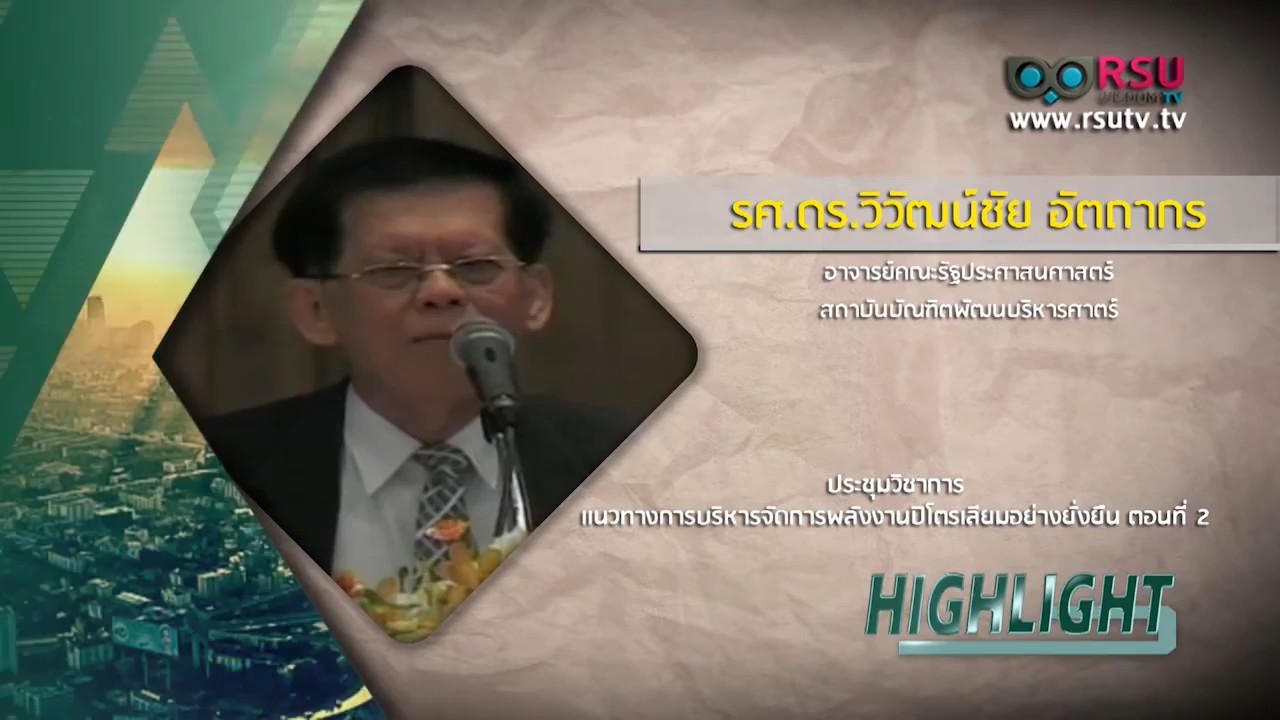 RSU
WISDOM TV
www.rsutv.tv
รศ.ดร.วิวัฒน์ชัย อัตถากร
อาจารย์คณะรัฐประศาสนศาสตร์
สถาบันบัณฑิตพัฒนบริหารศาตร์
ประชุมวิชาการ
แนวทางการบริหารจัดการพลังงานปิโตรเลียมอย่างยั่งยืน ตอนที่ 2
HIGHLIGHT